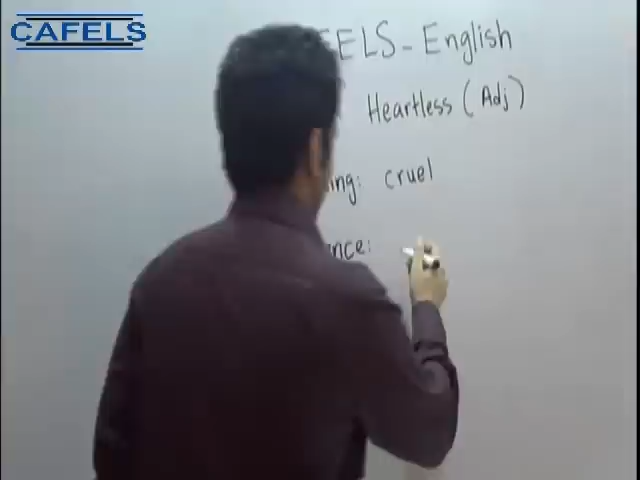 CAFELS
ELS - English
Heartless (Adj)
ing: cruel
nce: